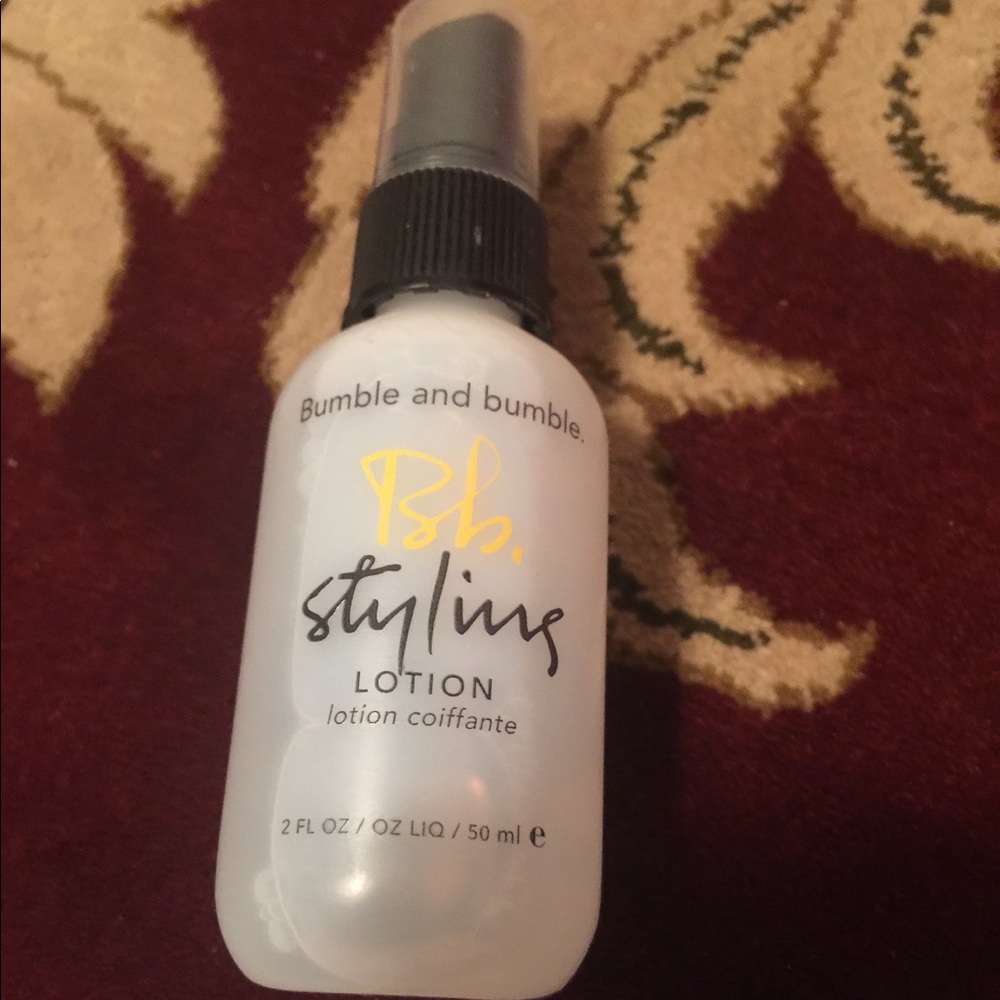 Bumble and bumble.
Bb.
styling
LOTION
lotion coiffante
2 FL OZ / OZ LIQ / 50 ml e